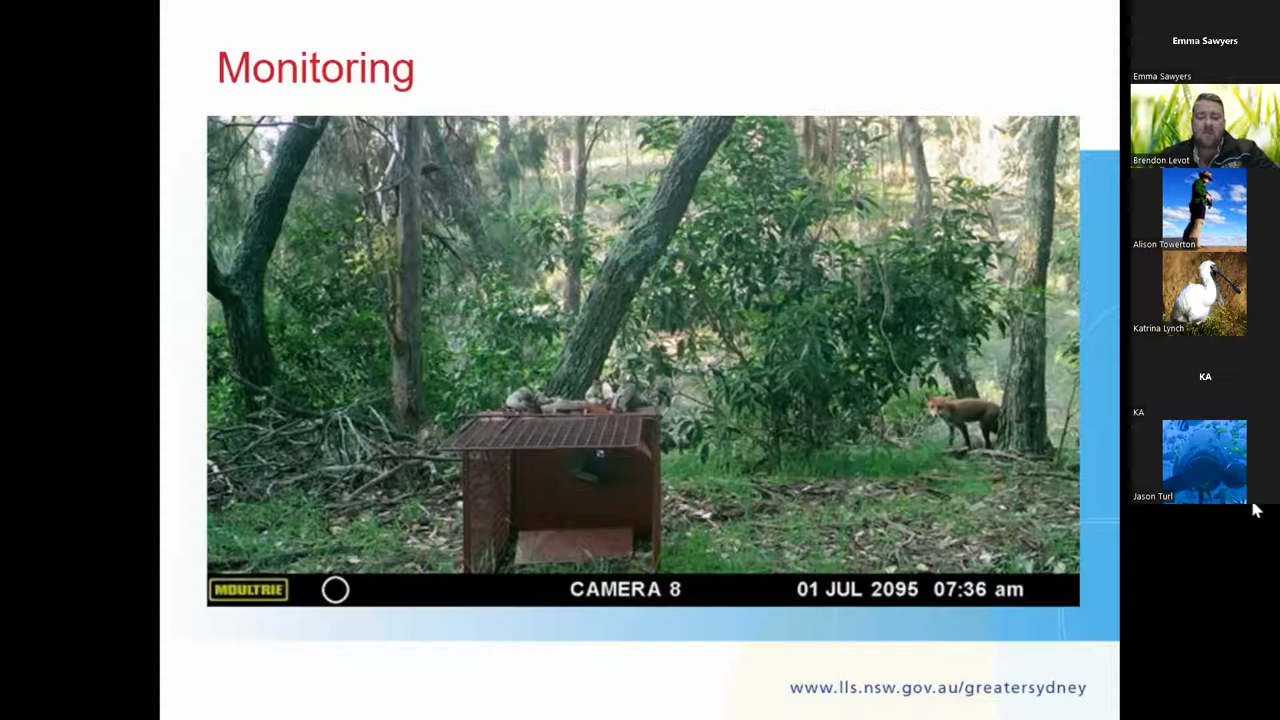 Monitoring
MOULTRIE
CAMERA 8
01 JUL 2095 07:36 am
www.lls.nsw.gov.au/greatersydney
Emma Sawyers
Emma Sawyers
Brendon Levot
Alison Towerton
Katrina Lynch
KA
KA
Jason Turl